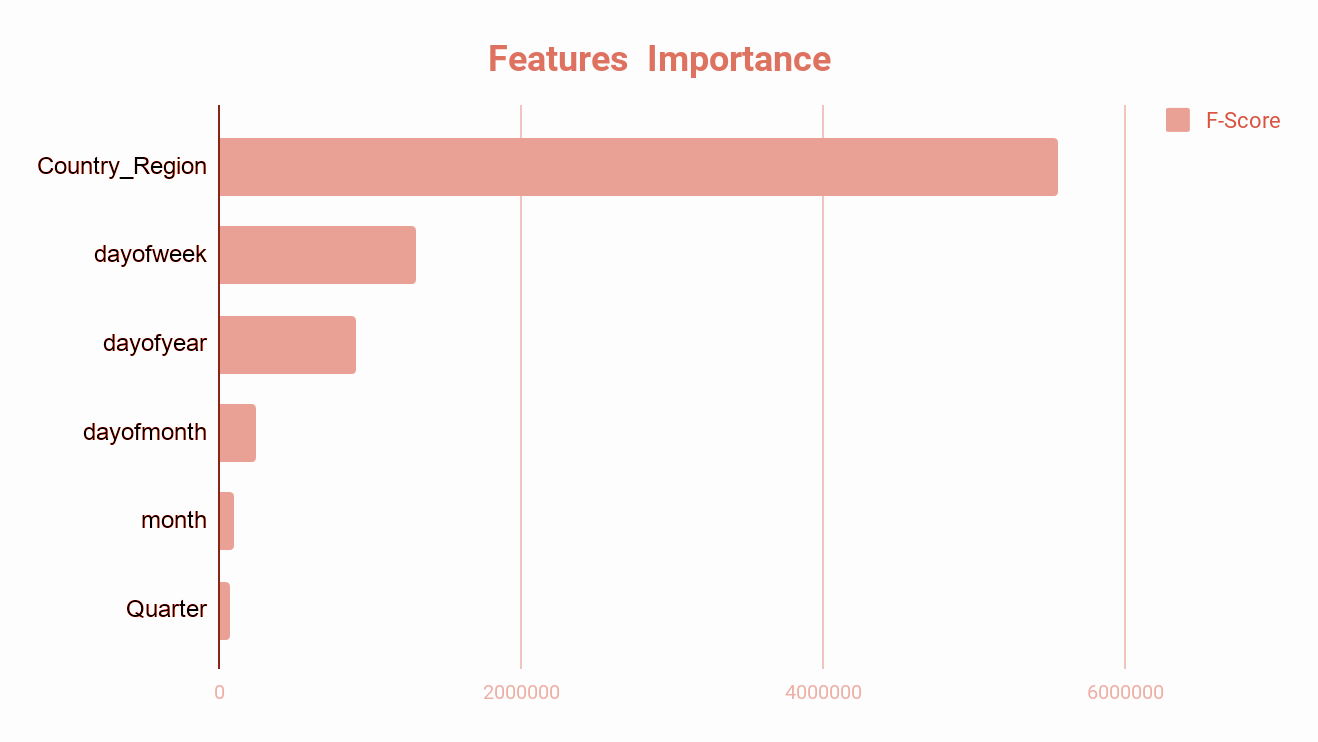 Features Importance
F-Score
Country_Region
dayofweek
dayofyear
dayofmonth
month
Quarter
0 2000000 4000000 6000000